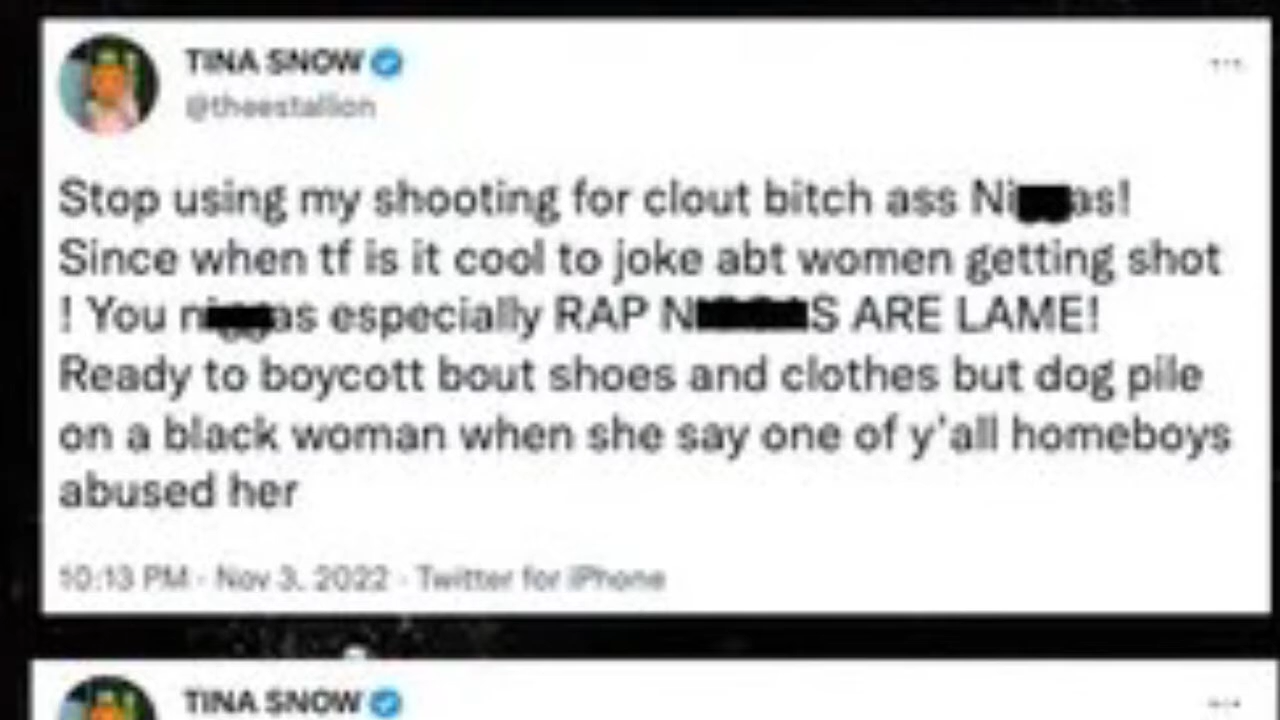 TINA SNOW
@theestallion
Stop using my shooting for clout bitch ass Ni██as!
Since when tf is it cool to joke abt women getting shot
! You n███as especially RAP N████S ARE LAME!
Ready to boycott bout shoes and clothes but dog pile
on a black woman when she say one of y'all homeboys
abused her
10:13 PM · Nov 3, 2022 · Twitter for iPhone
TINA SNOW